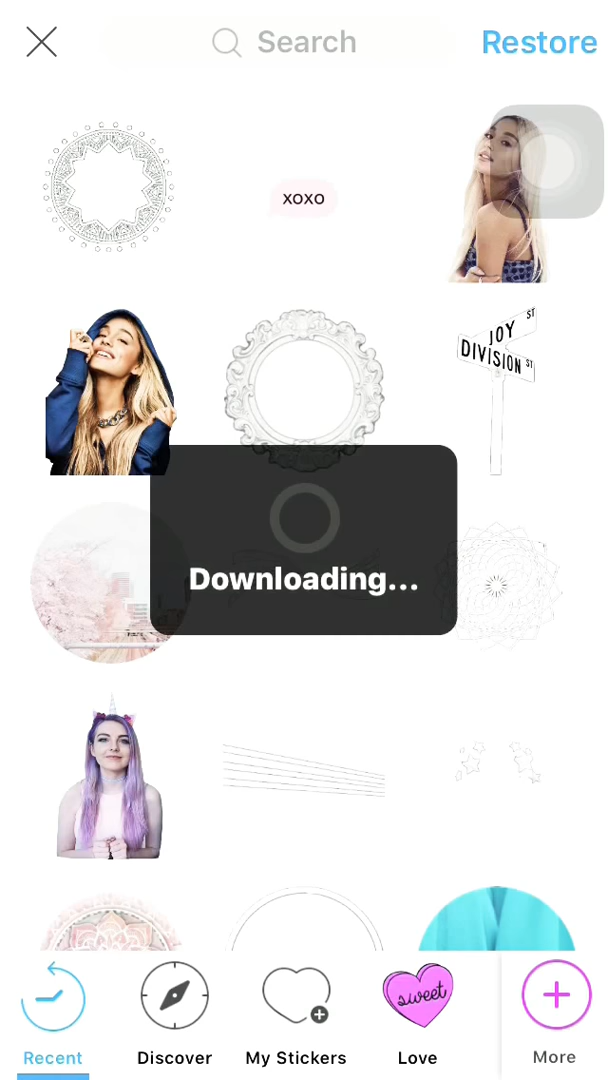 Search
Restore
xoxo
ST
JOY
DIVISION ST
Downloading...
sweet
Recent
Discover
My Stickers
Love
More